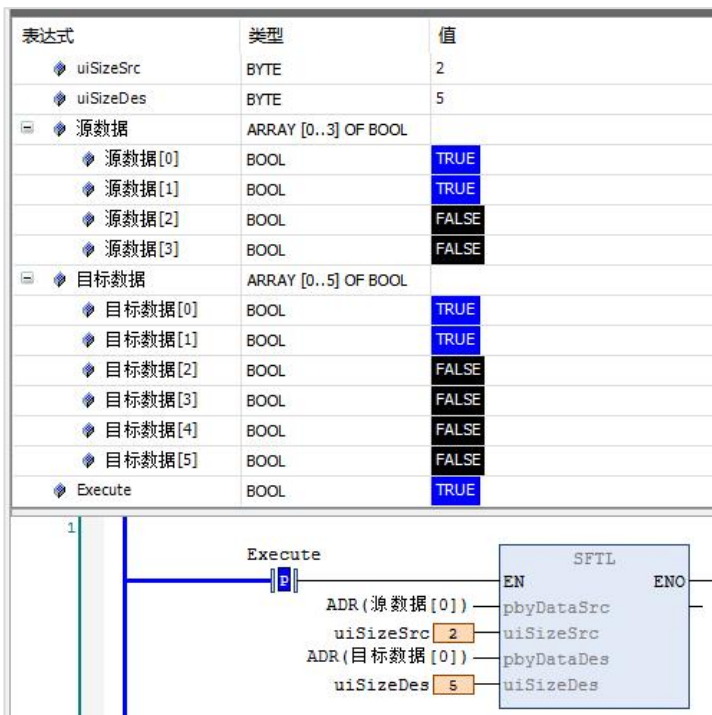 表达式 类型 值
uiSizeSrc BYTE 2
uiSizeDes BYTE 5
源数据 ARRAY [0..3] OF BOOL
源数据[0] BOOL TRUE
源数据[1] BOOL TRUE
源数据[2] BOOL FALSE
源数据[3] BOOL FALSE
目标数据 ARRAY [0..5] OF BOOL
目标数据[0] BOOL TRUE
目标数据[1] BOOL TRUE
目标数据[2] BOOL FALSE
目标数据[3] BOOL FALSE
目标数据[4] BOOL FALSE
目标数据[5] BOOL FALSE
Execute BOOL TRUE
1
Execute SFTL
P EN ENO
ADR(源数据[0]) pbyDataSrc
uiSizeSrc 2 uiSizeSrc
ADR(目标数据[0]) pbyDataDes
uiSizeDes 5 uiSizeDes